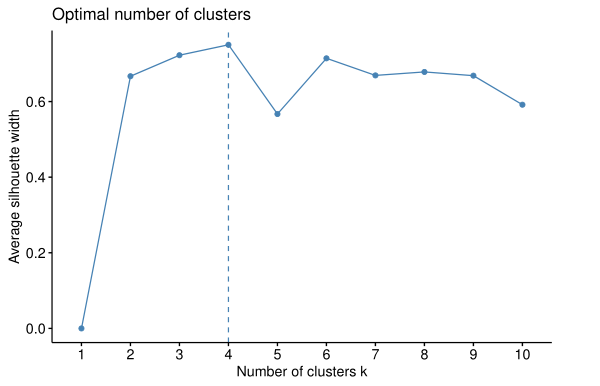 Optimal number of clusters
Average silhouette width
0.6
0.4
0.2
0.0
1 2 3 4 5 6 7 8 9 10
Number of clusters k